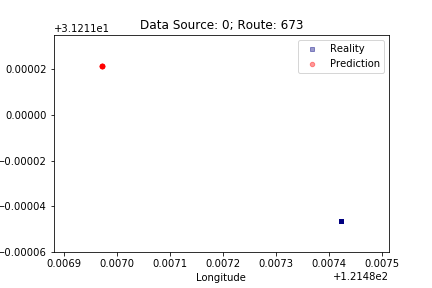 Data Source: 0; Route: 673
+3.1211e1
Reality
Prediction
0.00002
0.00000
−0.00002
−0.00004
−0.00006
0.0069 0.0070 0.0071 0.0072 0.0073 0.0074 0.0075
Longitude
+1.2148e2